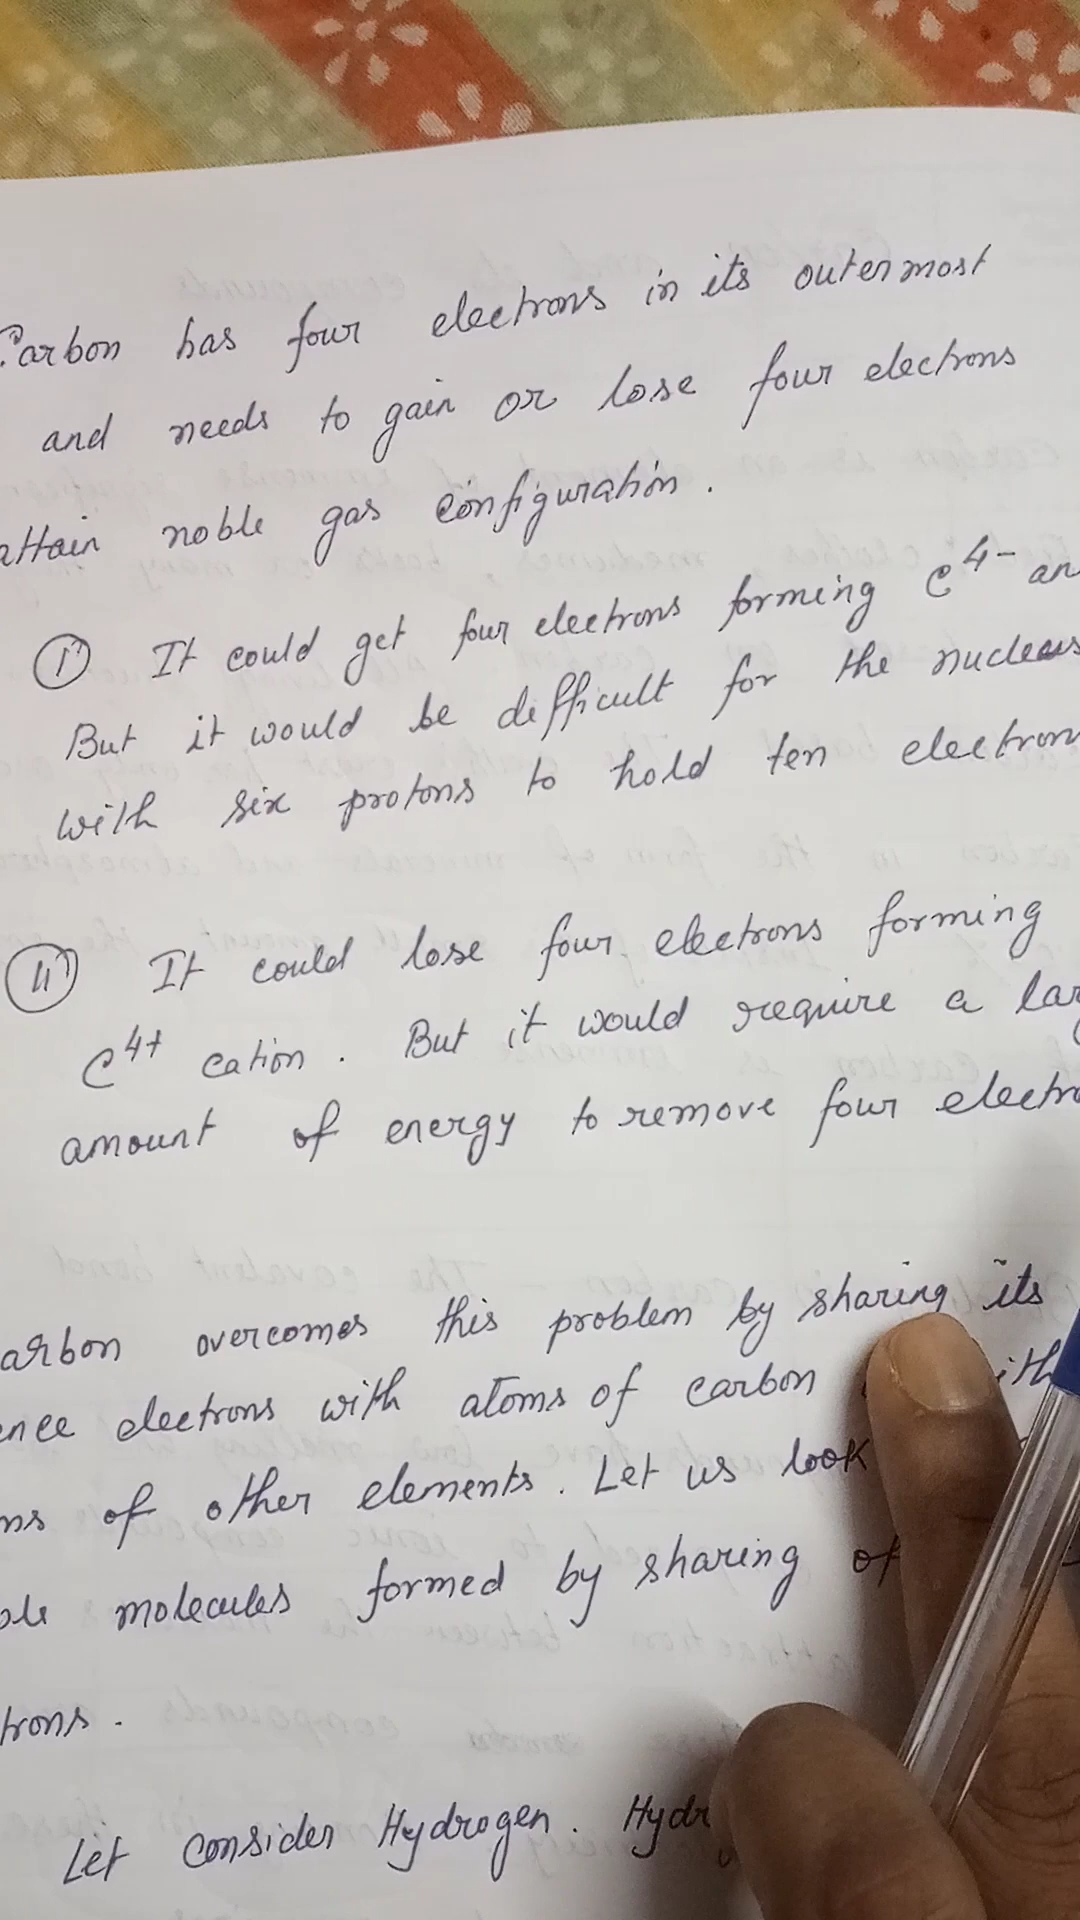 Carbon has four electrons in its outermost
and needs to gain or lose four electrons
attain noble gas configuration.
(i) It could get four electrons forming C4- an
But it would be difficult for the nucleus
with six protons to hold ten electron
(ii) It could lose four electrons forming
C4+ cation. But it would require a lar
amount of energy to remove four electro
arbon overcomes this problem by sharing its
ence electrons with atoms of carbon ith
ms of other elements. Let us look
ole molecules formed by sharing of
trons.
Let consider Hydrogen. Hydr